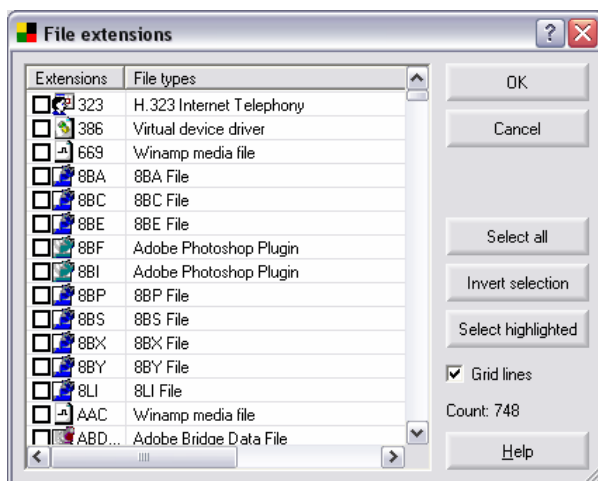 File extensions
Extensions File types
323 H.323 Internet Telephony
386 Virtual device driver
669 Winamp media file
8BA 8BA File
8BC 8BC File
8BE 8BE File
8BF Adobe Photoshop Plugin
8BI Adobe Photoshop Plugin
8BP 8BP File
8BS 8BS File
8BX 8BX File
8BY 8BY File
8LI 8LI File
AAC Winamp media file
ABD... Adobe Bridge Data File
OK
Cancel
Select all
Invert selection
Select highlighted
Grid lines
Count: 748
Help